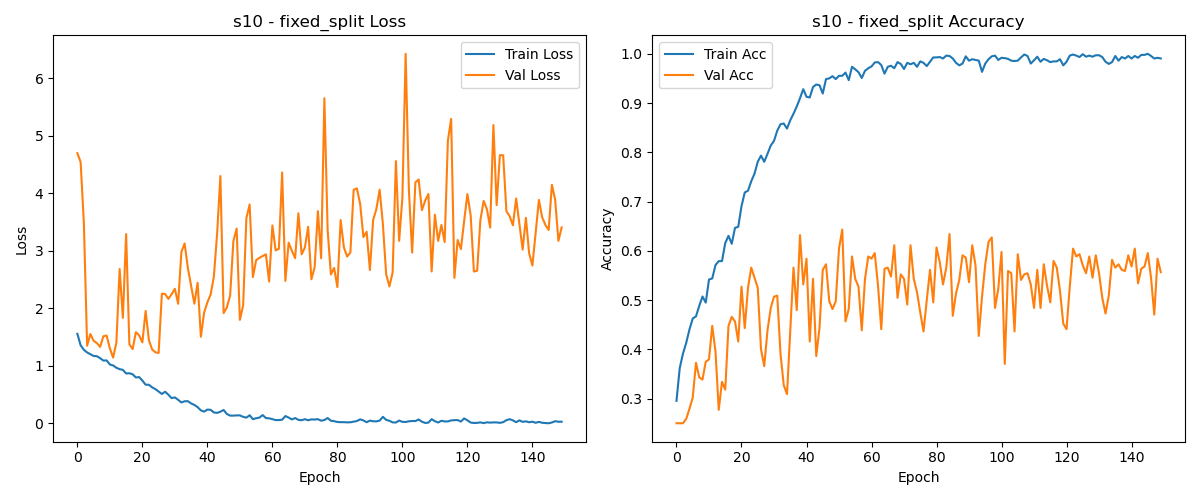 s10 - fixed_split Loss
Train Loss
Val Loss
Loss
6
5
4
3
2
1
0
0 20 40 60 80 100 120 140
Epoch
s10 - fixed_split Accuracy
Train Acc
Val Acc
Accuracy
1.0
0.9
0.8
0.7
0.6
0.5
0.4
0.3
0 20 40 60 80 100 120 140
Epoch